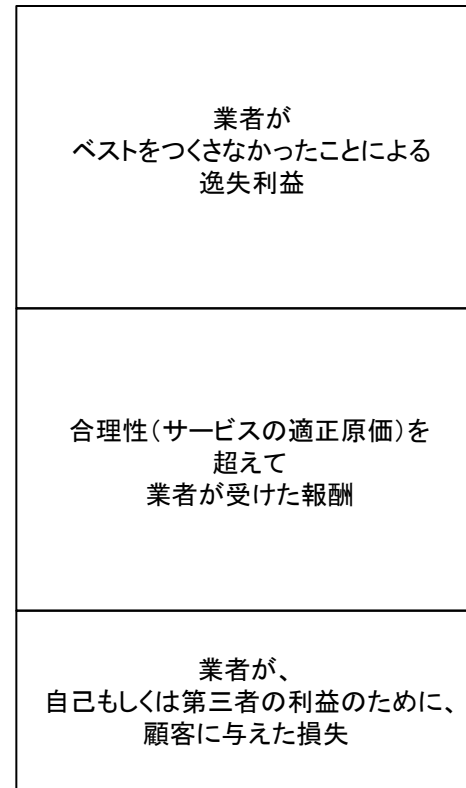 業者が
ベストをつくさなかったことによる
逸失利益
合理性（サービスの適正原価）を
超えて
業者が受けた報酬
業者が、
自己もしくは第三者の利益のために、
顧客に与えた損失